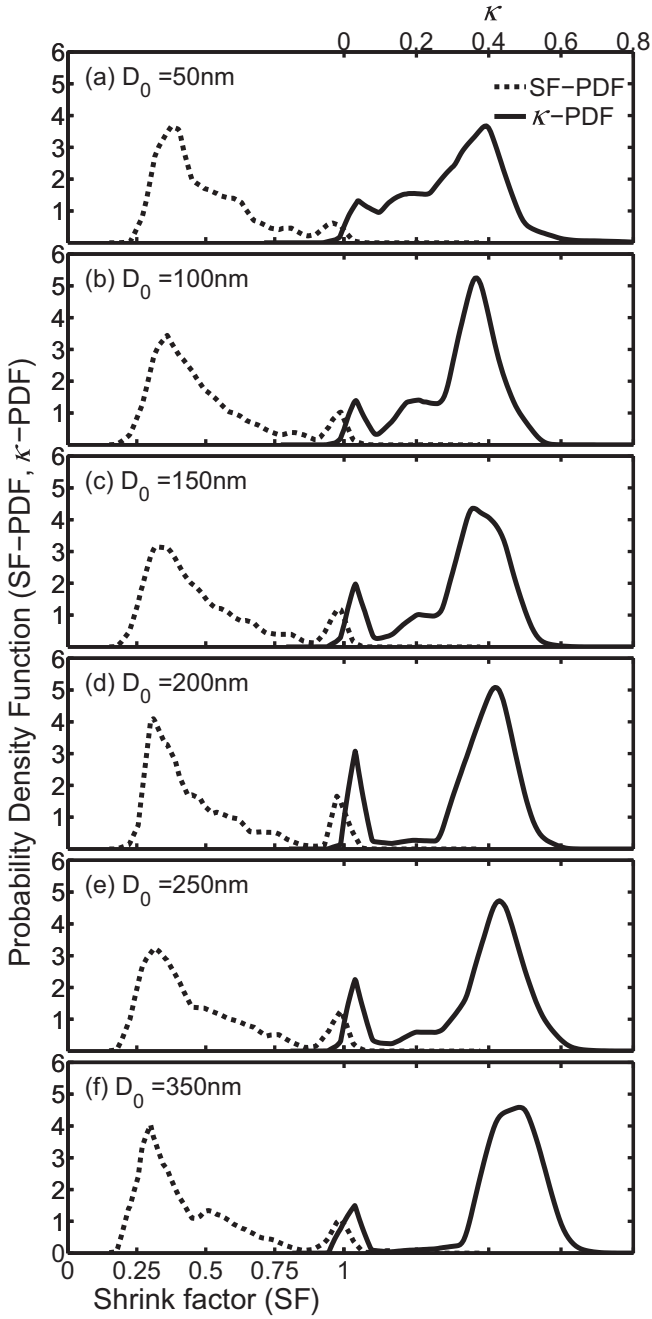 κ
0 0.2 0.4 0.6 0.8
(a) D0 =50nm
SF−PDF
κ−PDF
6
5
4
3
2
1
(b) D0 =100nm
6
5
4
3
2
1
(c) D0 =150nm
6
5
4
3
2
1
(d) D0 =200nm
6
5
4
3
2
1
(e) D0 =250nm
6
5
4
3
2
1
(f) D0 =350nm
6
5
4
3
2
1
0
Probability Density Function (SF−PDF, κ−PDF)
0 0.25 0.5 0.75 1
Shrink factor (SF)